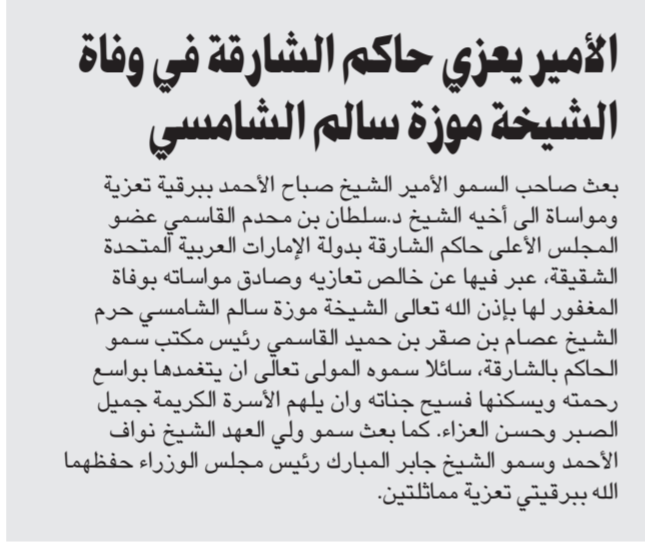 الأمير يعزي حاكم الشارقة في وفاة
الشيخة موزة سالم الشامسي
بعث صاحب السمو الأمير الشيخ صباح الأحمد ببرقية تعزية
ومواساة الى أخيه الشيخ د.سلطان بن محدم القاسمي عضو
المجلس الأعلى حاكم الشارقة بدولة الإمارات العربية المتحدة
الشقيقة، عبر فيها عن خالص تعازيه وصادق مواساته بوفاة
المغفور لها بإذن الله تعالى الشيخة موزة سالم الشامسي حرم
الشيخ عصام بن صقر بن حميد القاسمي رئيس مكتب سمو
الحاكم بالشارقة، سائلا سموه المولى تعالى ان يتغمدها بواسع
رحمته ويسكنها فسيح جناته وان يلهم الأسرة الكريمة جميل
الصبر وحسن العزاء. كما بعث سمو ولي العهد الشيخ نواف
الأحمد وسمو الشيخ جابر المبارك رئيس مجلس الوزراء حفظهما
الله ببرقيتي تعزية مماثلتين.